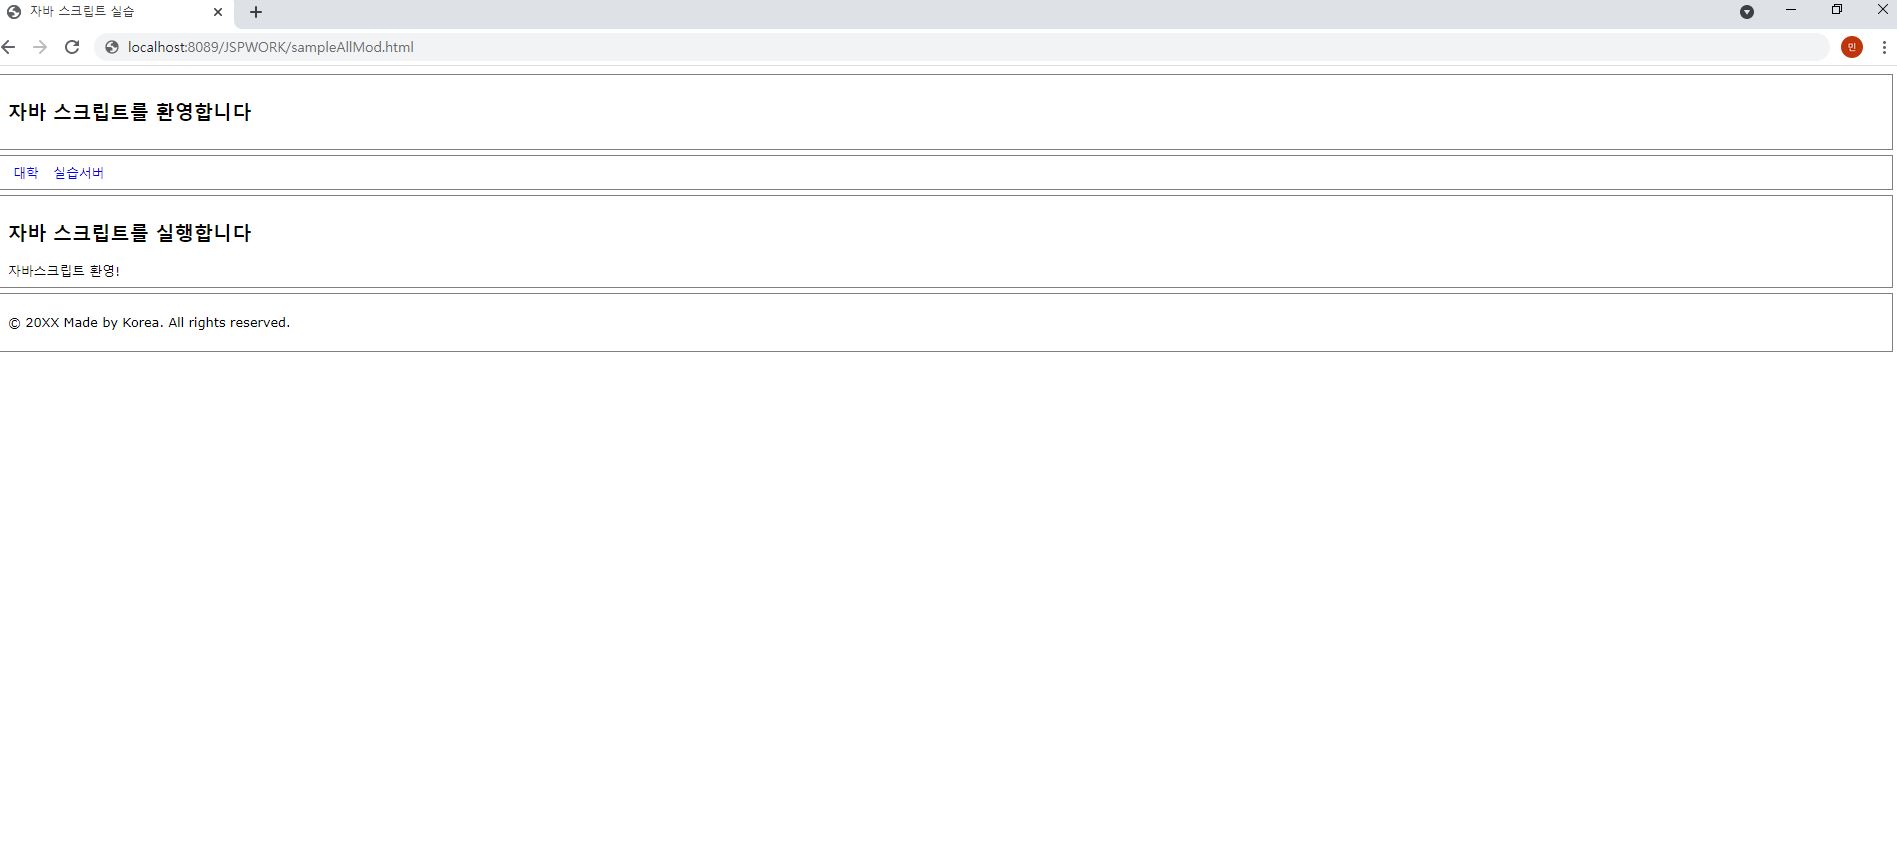 자바 스크립트 실습
localhost:8089/JSPWORK/sampleAllMod.html
민
자바 스크립트를 환영합니다
대학 실습서버
자바 스크립트를 실행합니다
자바스크립트 환영!
© 20XX Made by Korea. All rights reserved.